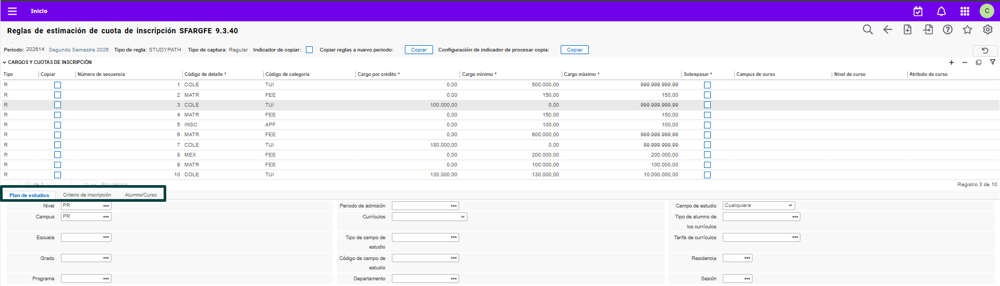 Inicio
C
Reglas de estimación de cuota de inscripción SFARGFE 9.3.40
Periodo: 202614 Segundo Semestre 2026 Tipo de regla: STUDYPATH Tipo de captura: Regular Indicador de copiar: Copiar reglas a nuevo periodo: Copiar Configuración de indicador de procesar copia: Copiar
CARGOS Y CUOTAS DE INSCRIPCIÓN
Tipo Copiar Número de secuencia Código de detalle * Código de categoría Cargo por crédito * Cargo mínimo * Cargo máximo * Sobrepasar * Campus de curso Nivel de curso Atributo de curso
R 1 COLE TUI 0,00 500.000,00 999.999.999,99
R 2 MATR FEE 0,00 150,00 150,00
R 3 COLE TUI 100.000,00 0,00 999.999.999,99
R 4 MATR FEE 0,00 150,00 150,00
R 5 INSC APF 0,00 100,00 100,00
R 6 MATR FEE 0,00 600.000,00 999.999.999,99
R 7 COLE TUI 180.000,00 0,00 99.999.999,99
R 8 MEX FEE 0,00 200.000,00 200.000,00
R 9 MATR FEE 0,00 100.000,00 100.000,00
R 10 COLE TUI 130.000,00 130.000,00 10.000.000,00
1 de 1 10 Por página Registro 3 de 10
Plan de estudios Criterio de inscripción Alumno/Curso
Nivel PR Periodo de admisión Campo de estudio Cualquiera
Campus PR Currículos Tipo de alumno de
los currículos
Escuela Tipo de campo de Tarifa de currículos
estudio
Grado Código de campo de Residencia
estudio
Programa Departamento Sesión